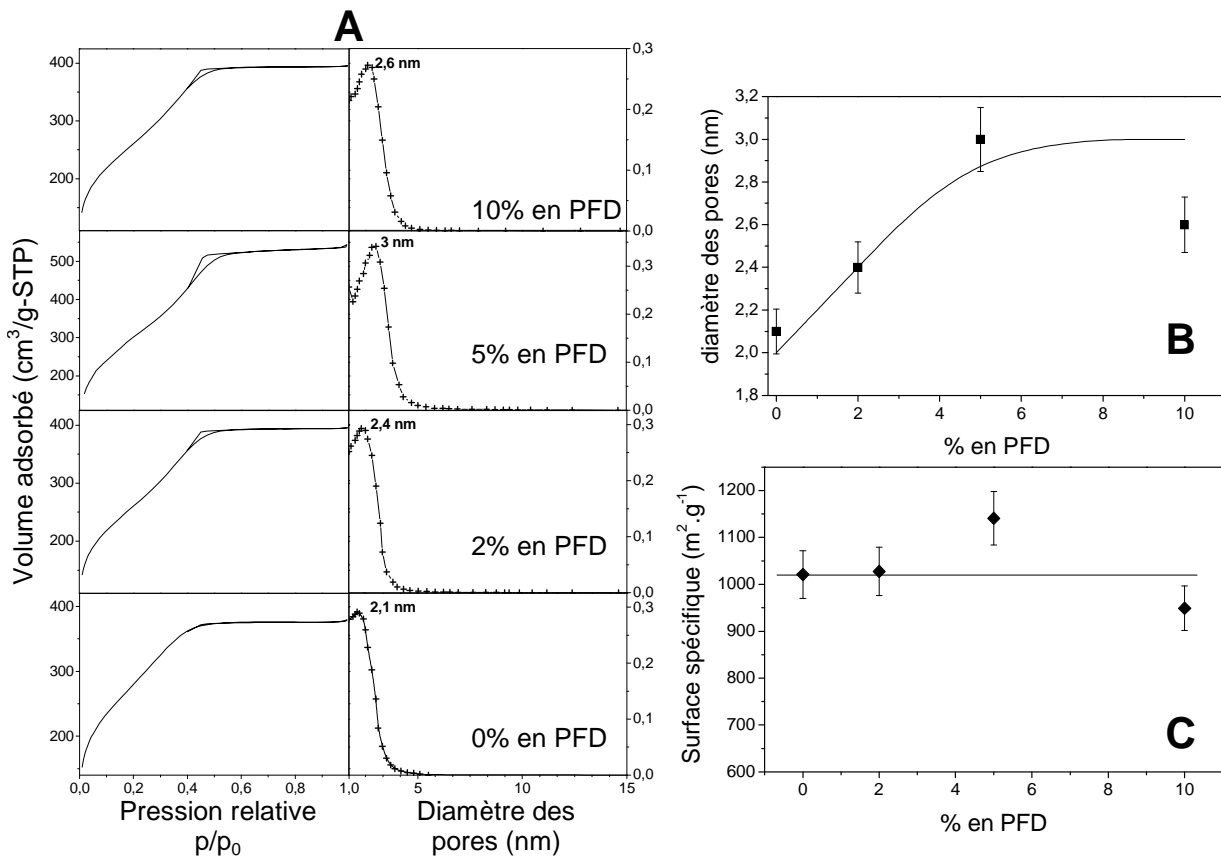 A
Volume adsorbé (cm³/g-STP)
400
300
200
2,6 nm
10% en PFD
0,3
0,2
0,1
0,0
500
400
300
200
3 nm
5% en PFD
0,3
0,2
0,1
0,0
400
300
200
2,4 nm
2% en PFD
0,3
0,2
0,1
0,0
400
300
200
2,1 nm
0% en PFD
0,3
0,2
0,1
0,0
0,0 0,2 0,4 0,6 0,8 1,0
5 10 15
Pression relative
p/p₀
Diamètre des
pores (nm)
diamètre des pores (nm)
3,2
3,0
2,8
2,6
2,4
2,2
2,0
1,8
B
0 2 4 6 8 10
% en PFD
Surface spécifique (m².g⁻¹)
1200
1100
1000
900
800
700
600
C
0 2 4 6 8 10
% en PFD